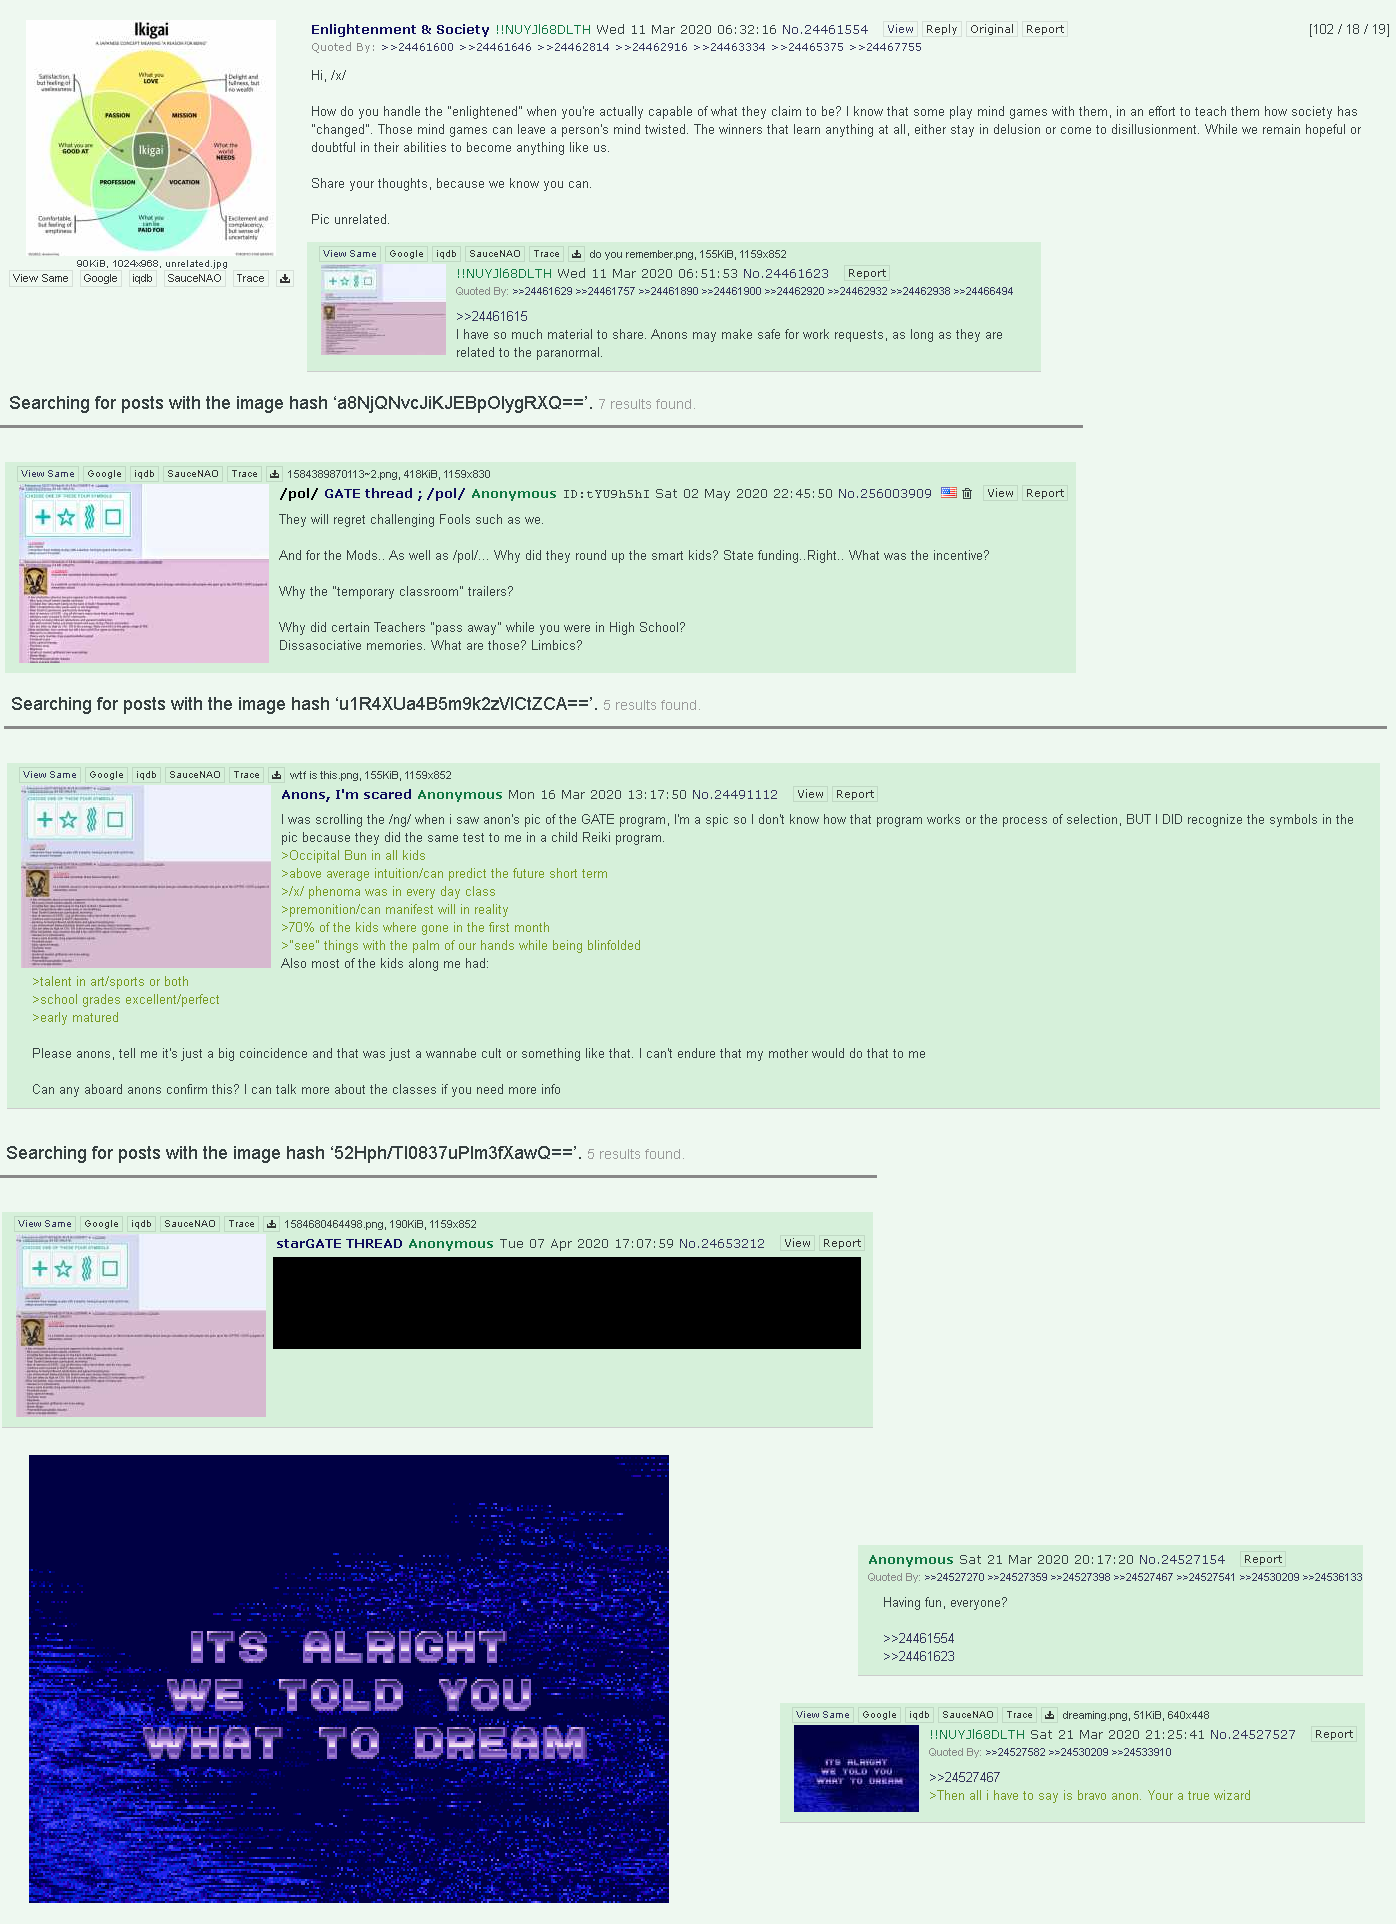 Ikigai
A JAPANESE CONCEPT MEANING "A REASON FOR BEING"
Satisfaction, but feeling of uselessness
What you LOVE
Delight and fullness, but no wealth
PASSION
MISSION
What you are GOOD AT
Ikigai
What the world NEEDS
PROFESSION
VOCATION
Comfortable, but feeling of emptiness
What you can be PAID FOR
Excitement and complacency, but sense of uncertainty
90KiB, 1024x968, unrelated.jpg
View Same Google iqdb SauceNAO Trace
Enlightenment & Society !!NUYJl68DLTH Wed 11 Mar 2020 06:32:16 No.24461554 View Reply Original Report
[102 / 18 / 19]
Quoted By: >>24461600 >>24461646 >>24462814 >>24462916 >>24463334 >>24465375 >>24467755
Hi, /x/
How do you handle the "enlightened" when you're actually capable of what they claim to be? I know that some play mind games with them, in an effort to teach them how society has
"changed". Those mind games can leave a person's mind twisted. The winners that learn anything at all, either stay in delusion or come to disillusionment. While we remain hopeful or
doubtful in their abilities to become anything like us.
Share your thoughts, because we know you can.
Pic unrelated.
View Same Google iqdb SauceNAO Trace do you remember.png, 155KiB, 1159x852
!!NUYJl68DLTH Wed 11 Mar 2020 06:51:53 No.24461623 Report
Quoted By: >>24461629 >>24461757 >>24461890 >>24461900 >>24462920 >>24462932 >>24462938 >>24466494
>>24461615
I have so much material to share. Anons may make safe for work requests, as long as they are
related to the paranormal.
Searching for posts with the image hash ‘a8NjQNvcJiKJEBpOlygRXQ==’. 7 results found.
View Same Google iqdb SauceNAO Trace 1584389870113~2.png, 418KiB, 1159x830
CHOOSE ONE OF THESE FOUR SYMBOLS
/pol/ GATE thread ; /pol/ Anonymous ID:tYU9h5hI Sat 02 May 2020 22:45:50 No.256003909 View Report
They will regret challenging Fools such as we.
And for the Mods.. As well as /pol/... Why did they round up the smart kids? State funding..Right.. What was the incentive?
Why the "temporary classroom" trailers?
Why did certain Teachers "pass away" while you were in High School?
Dissasociative memories. What are those? Limbics?
Searching for posts with the image hash ‘u1R4XUa4B5m9k2zVlCtZCA==’. 5 results found.
View Same Google iqdb SauceNAO Trace wtf is this.png, 155KiB, 1159x852
CHOOSE ONE OF THESE FOUR SYMBOLS
Anons, I'm scared Anonymous Mon 16 Mar 2020 13:17:50 No.24491112 View Report
I was scrolling the /ng/ when i saw anon's pic of the GATE program, I'm a spic so I don't know how that program works or the process of selection, BUT I DID recognize the symbols in the
pic because they did the same test to me in a child Reiki program.
>Occipital Bun in all kids
>above average intuition/can predict the future short term
>/x/ phenoma was in every day class
>premonition/can manifest will in reality
>70% of the kids where gone in the first month
>"see" things with the palm of our hands while being blinfolded
Also most of the kids along me had:
>talent in art/sports or both
>school grades excellent/perfect
>early matured
Please anons, tell me it's just a big coincidence and that was just a wannabe cult or something like that. I can't endure that my mother would do that to me
Can any aboard anons confirm this? I can talk more about the classes if you need more info
Searching for posts with the image hash ‘52Hph/Tl0837uPlm3fXawQ==’. 5 results found.
View Same Google iqdb SauceNAO Trace 1584680464498.png, 190KiB, 1159x852
CHOOSE ONE OF THESE FOUR SYMBOLS
starGATE THREAD Anonymous Tue 07 Apr 2020 17:07:59 No.24653212 View Report
ITS ALRIGHT
WE TOLD YOU
WHAT TO DREAM
Anonymous Sat 21 Mar 2020 20:17:20 No.24527154 Report
Quoted By: >>24527270 >>24527359 >>24527398 >>24527467 >>24527541 >>24530209 >>24536133
Having fun, everyone?
>>24461554
>>24461623
View Same Google iqdb SauceNAO Trace dreaming.png, 51KiB, 640x448
ITS ALRIGHT
WE TOLD YOU
WHAT TO DREAM
!!NUYJl68DLTH Sat 21 Mar 2020 21:25:41 No.24527527 Report
Quoted By: >>24527582 >>24530209 >>24533910
>>24527467
>Then all i have to say is bravo anon. Your a true wizard